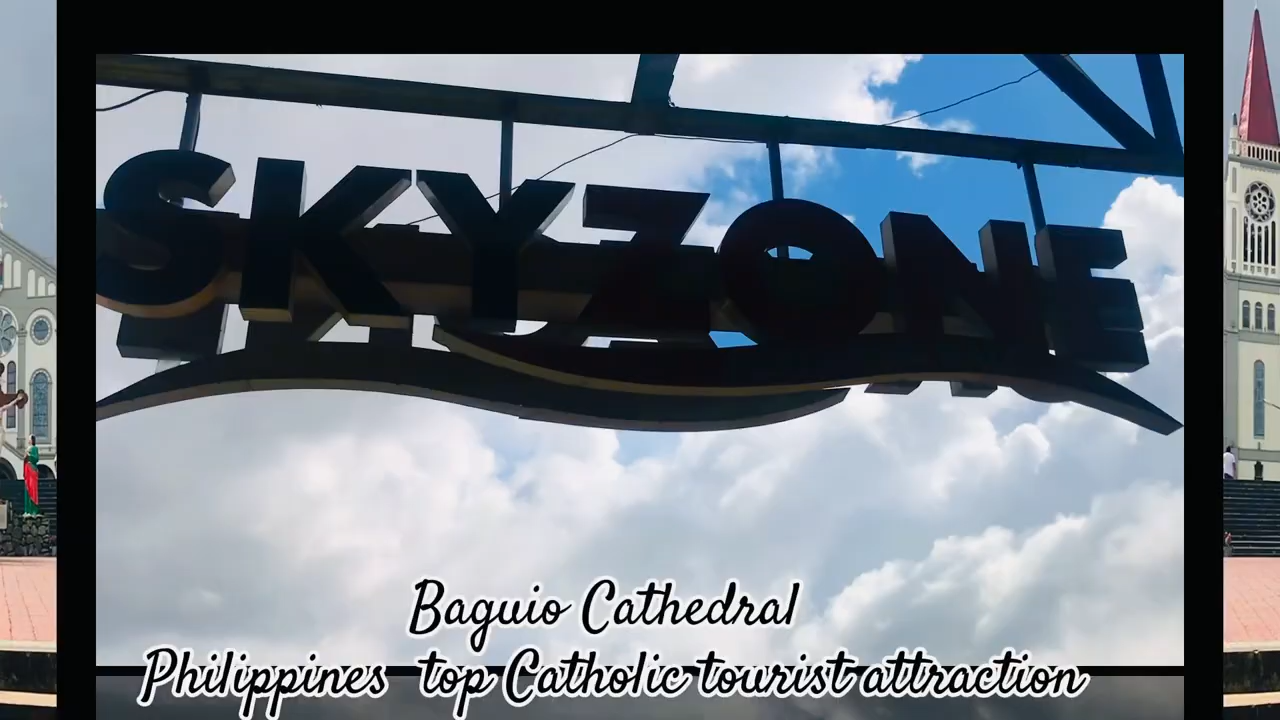 SKYZONE
Baguio Cathedral
Philippines top Catholic tourist attraction